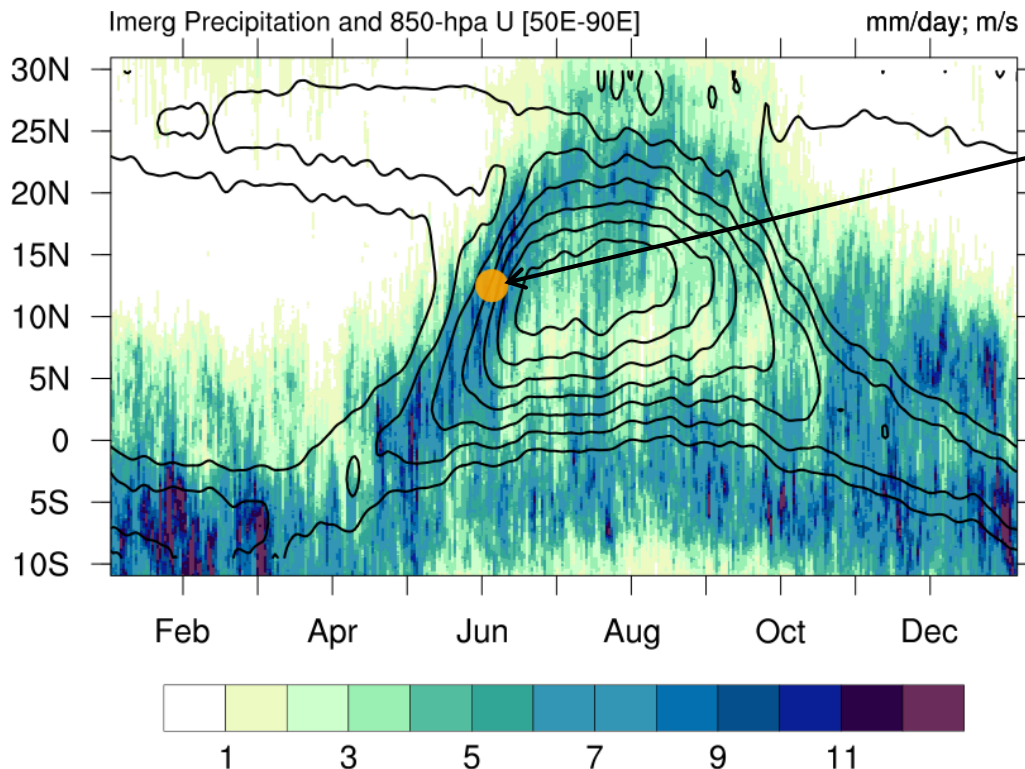 Imerg Precipitation and 850-hpa U [50E-90E] mm/day; m/s
30N
25N
20N
15N
10N
5N
0
5S
10S
Feb Apr Jun Aug Oct Dec
1 3 5 7 9 11